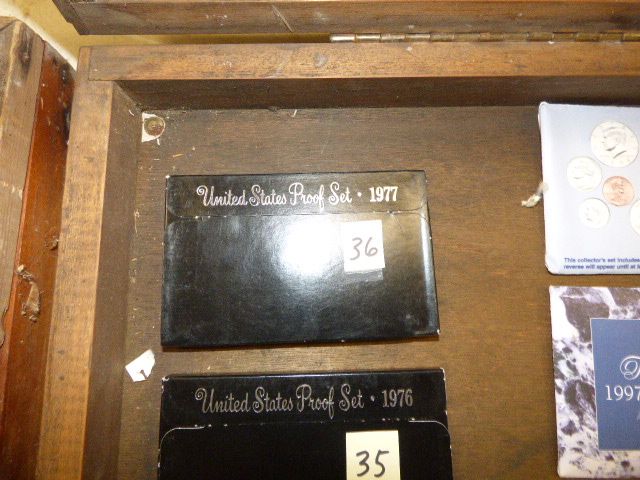 United States Proof Set · 1977
36
United States Proof Set · 1976
35
This collector's set includes
reverse will appear until at
1997